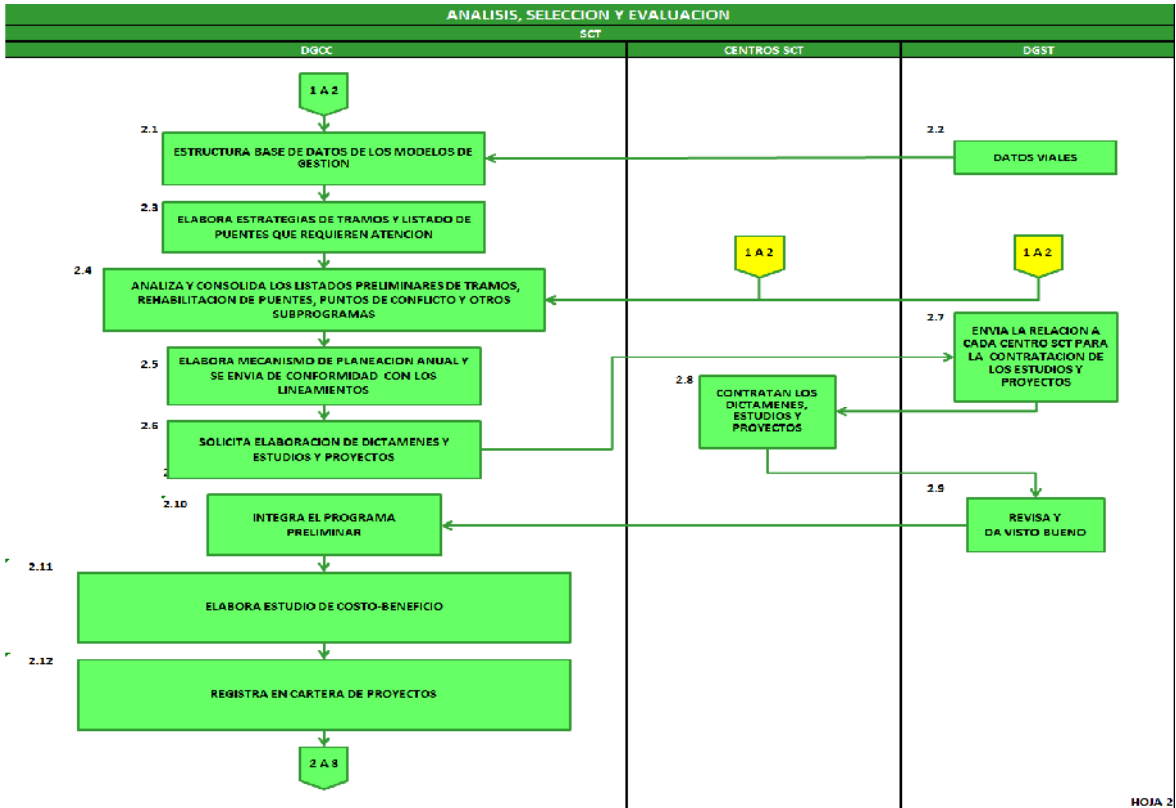 ANALISIS, SELECCION Y EVALUACION
SCT
DGCC
CENTROS SCT
DGST
1 A 2
2.1
ESTRUCTURA BASE DE DATOS DE LOS MODELOS DE
GESTION
2.2
DATOS VIALES
2.3
ELABORA ESTRATEGIAS DE TRAMOS Y LISTADO DE
PUENTES QUE REQUIEREN ATENCION
1 A 2
1 A 2
2.4
ANALIZA Y CONSOLIDA LOS LISTADOS PRELIMINARES DE TRAMOS,
REHABILITACION DE PUENTES, PUNTOS DE CONFLICTO Y OTROS
SUBPROGRAMAS
2.5
ELABORA MECANISMO DE PLANEACION ANUAL Y
SE ENVIA DE CONFORMIDAD CON LOS
LINEAMIENTOS
2.6
SOLICITA ELABORACION DE DICTAMENES Y
ESTUDIOS Y PROYECTOS
2.7
ENVIA LA RELACION A
CADA CENTRO SCT PARA
LA CONTRATACION DE
LOS ESTUDIOS Y
PROYECTOS
2.8
CONTRATAN LOS
DICTAMENES,
ESTUDIOS Y
PROYECTOS
2.9
REVISA Y
DA VISTO BUENO
2.10
INTEGRA EL PROGRAMA
PRELIMINAR
2.11
ELABORA ESTUDIO DE COSTO-BENEFICIO
2.12
REGISTRA EN CARTERA DE PROYECTOS
2 A 8
HOJA 2